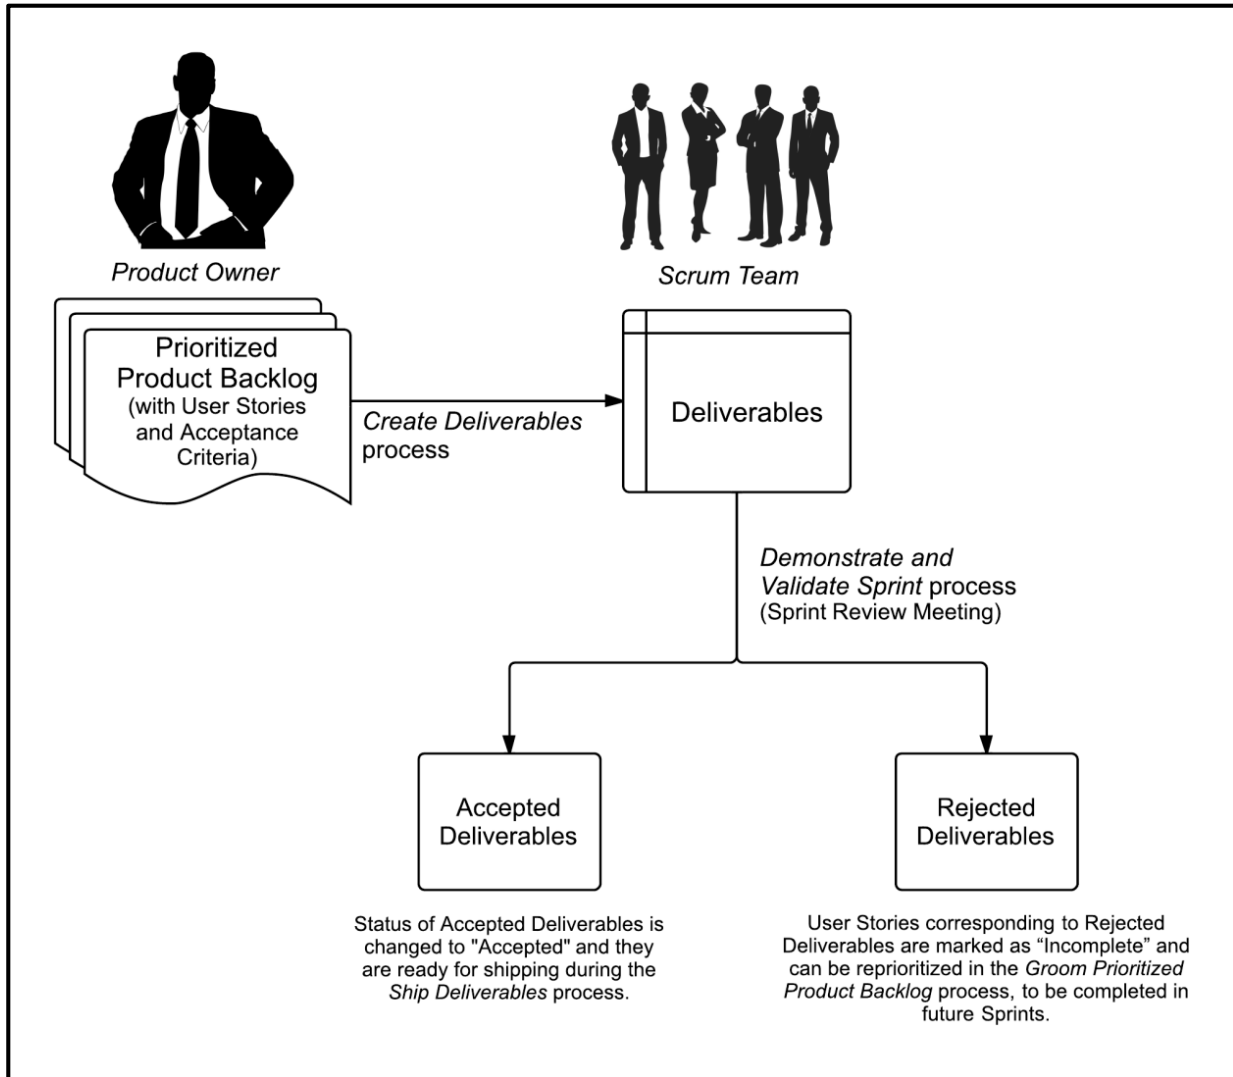 Product Owner
Scrum Team
Prioritized
Product Backlog
(with User Stories
and Acceptance
Criteria)
Create Deliverables
process
Deliverables
Demonstrate and
Validate Sprint process
(Sprint Review Meeting)
Accepted
Deliverables
Rejected
Deliverables
Status of Accepted Deliverables is
changed to "Accepted" and they
are ready for shipping during the
Ship Deliverables process.
User Stories corresponding to Rejected
Deliverables are marked as “Incomplete” and
can be reprioritized in the Groom Prioritized
Product Backlog process, to be completed in
future Sprints.